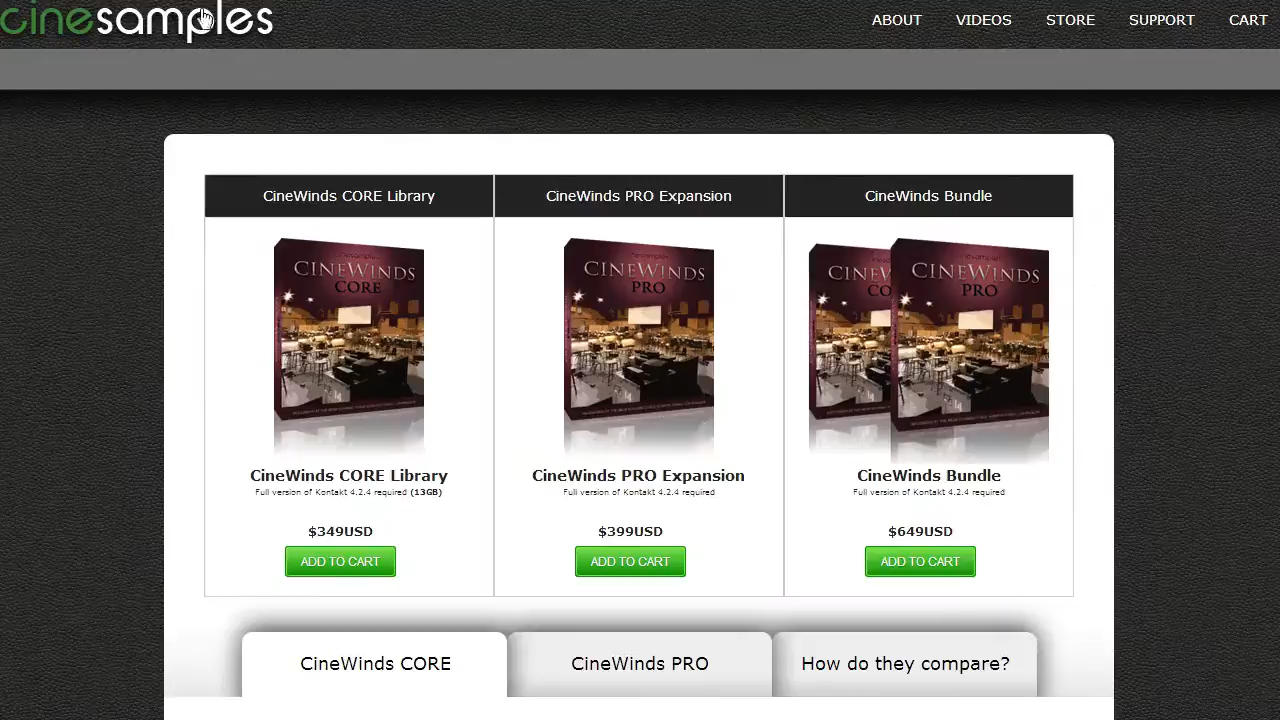 cinesamples
ABOUT VIDEOS STORE SUPPORT CART
CineWinds CORE Library
CineWinds PRO Expansion
CineWinds Bundle
CINEWINDS
CORE
CINEWINDS
PRO
CINEWINDS
PRO
CineWinds CORE Library
Full version of Kontakt 4.2.4 required (13GB)
$349USD
ADD TO CART
CineWinds PRO Expansion
Full version of Kontakt 4.2.4 required
$399USD
ADD TO CART
CineWinds Bundle
Full version of Kontakt 4.2.4 required
$649USD
ADD TO CART
CineWinds CORE
CineWinds PRO
How do they compare?